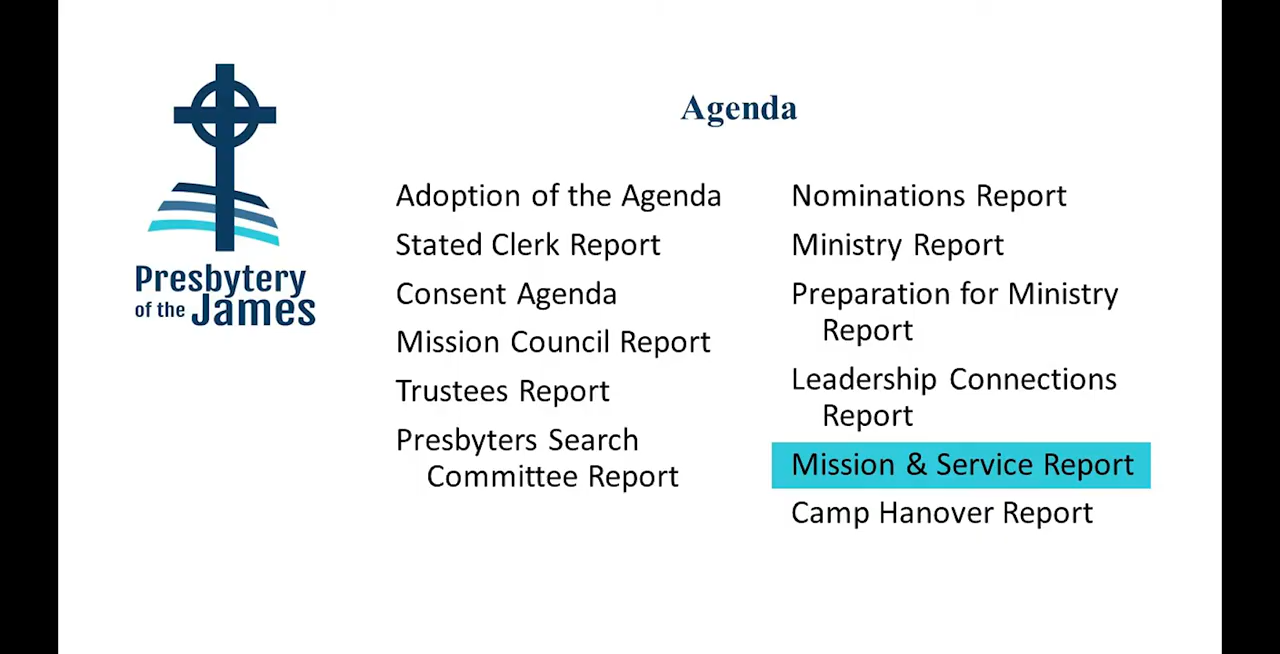 Presbytery
of the James
Agenda
Adoption of the Agenda
Stated Clerk Report
Consent Agenda
Mission Council Report
Trustees Report
Presbyters Search
Committee Report
Nominations Report
Ministry Report
Preparation for Ministry
Report
Leadership Connections
Report
Mission & Service Report
Camp Hanover Report